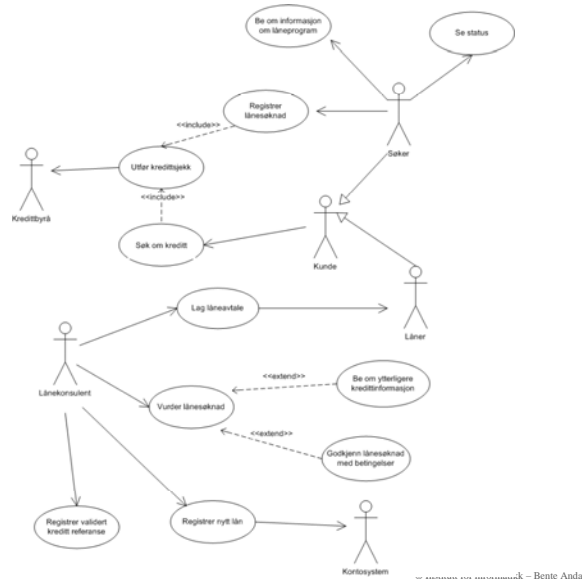 Be om informasjon
om låneprogram
Se status
Registrer
lånesøknad
<<include>>
Søker
Utfør kredittsjekk
Kredittbyrå
<<include>>
Søk om kreditt
Kunde
Lag låneavtale
Låner
Lånekonsulent
<<extend>>
Be om ytterligere
kredittinformasjon
Vurder lånesøknad
<<extend>>
Godkjenn lånesøknad
med betingelser
Registrer validert
kreditt referanse
Registrer nytt lån
Kontosystem
– Bente Anda